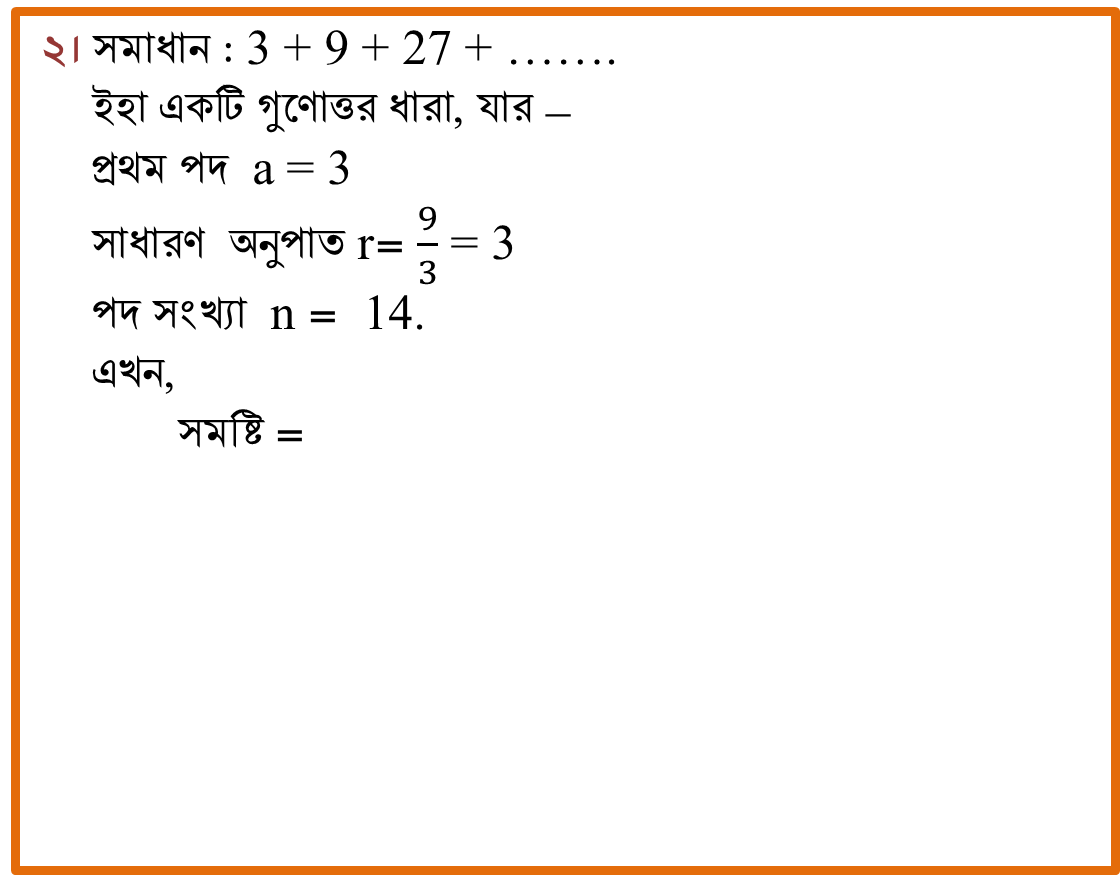 ২। সমাধান : 3 + 9 + 27 + .......
ইহা একটি গুণোত্তর ধারা, যার –
প্রথম পদ a = 3
সাধারণ অনুপাত r= 9/3 = 3
পদ সংখ্যা n = 14.
এখন,
সমষ্টি =